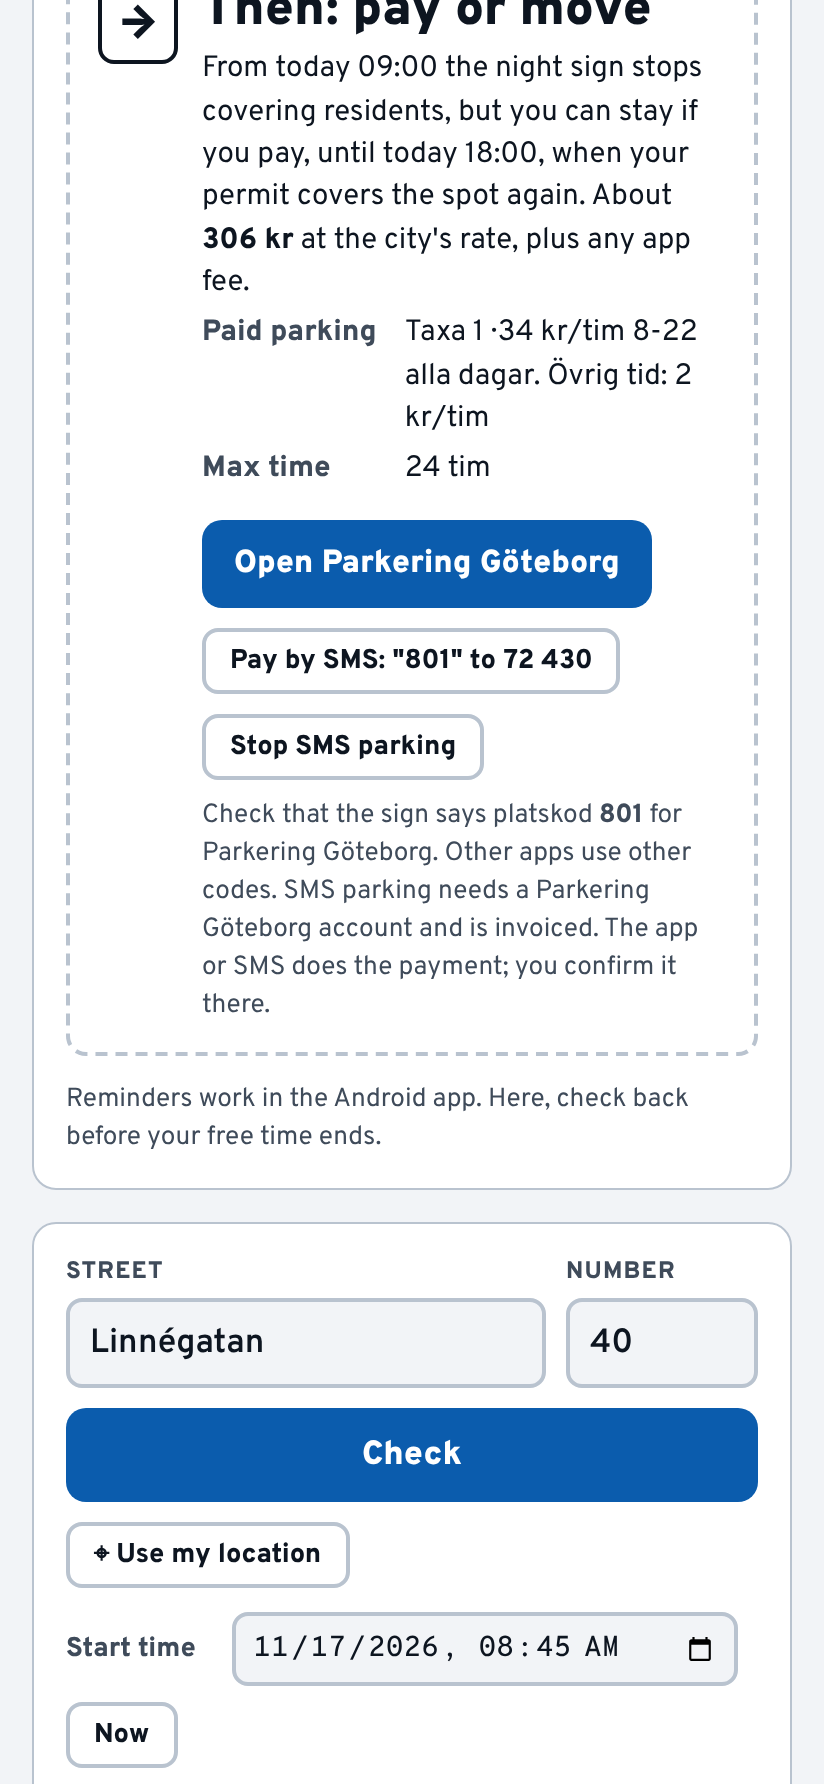 Then: pay or move
From today 09:00 the night sign stops
covering residents, but you can stay if
you pay, until today 18:00, when your
permit covers the spot again. About
306 kr at the city's rate, plus any app
fee.
Paid parking Taxa 1 ·34 kr/tim 8-22
alla dagar. Övrig tid: 2
kr/tim
Max time 24 tim
Open Parkering Göteborg
Pay by SMS: "801" to 72 430
Stop SMS parking
Check that the sign says platskod 801 for
Parkering Göteborg. Other apps use other
codes. SMS parking needs a Parkering
Göteborg account and is invoiced. The app
or SMS does the payment; you confirm it
there.
Reminders work in the Android app. Here, check back
before your free time ends.
STREET NUMBER
Linnégatan 40
Check
⌖ Use my location
Start time 11/17/2026, 08:45 AM
Now